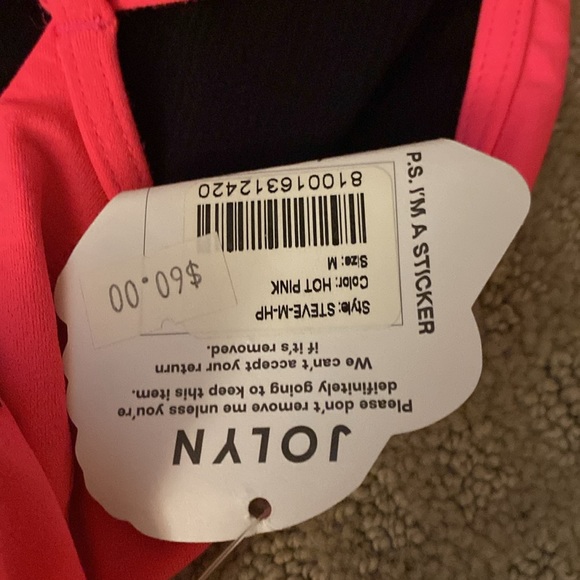 JOLYN
Please don't remove me unless you're
definitely going to keep this item.
We can't accept your return
if it's removed.
Style: STEVE-M-HP
Color: HOT PINK
Size: M
$60.00
810016312420
P.S. I'M A STICKER